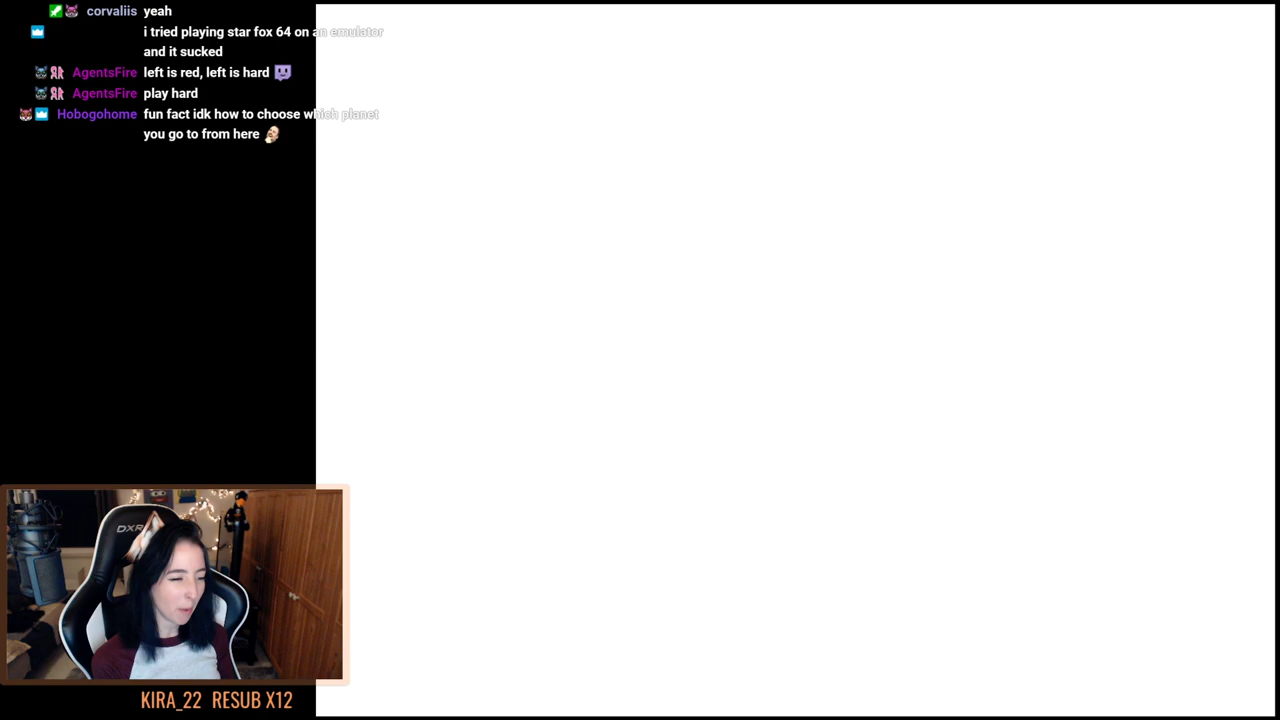 corvaliis yeah
i tried playing star fox 64 on an emulator
and it sucked
AgentsFire left is red, left is hard
AgentsFire play hard
Hobogohome fun fact idk how to choose which planet
you go to from here
DXR
KIRA_22 RESUB X12